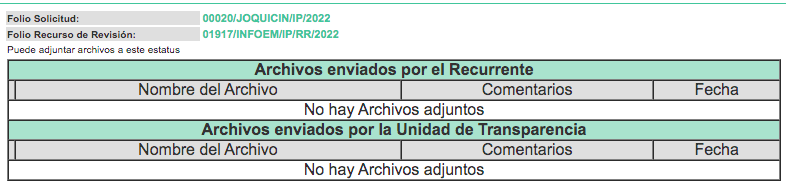 Folio Solicitud: 00020/JOQUICIN/IP/2022
Folio Recurso de Revisión: 01917/INFOEM/IP/RR/2022
Puede adjuntar archivos a este estatus
Archivos enviados por el Recurrente
Nombre del Archivo Comentarios Fecha
No hay Archivos adjuntos
Archivos enviados por la Unidad de Transparencia
Nombre del Archivo Comentarios Fecha
No hay Archivos adjuntos